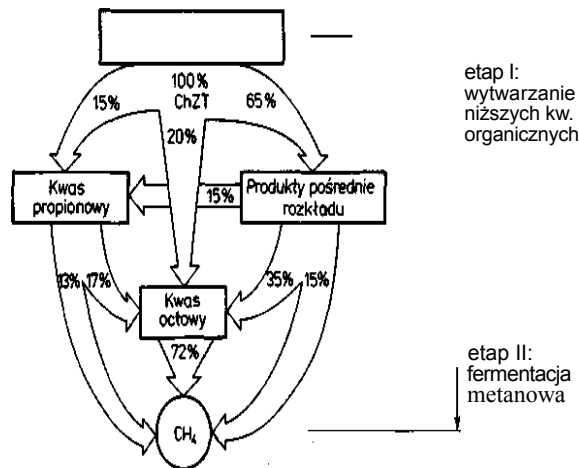 100%
ChZT
15%
65%
20%
etap I:
wytwarzanie
niższych kw.
organicznych
Kwas
propionowy
15%
Produkty pośrednie
rozkładu
13%
17%
35%
15%
Kwas
octowy
72%
etap II:
fermentacja
metanowa
CH₄